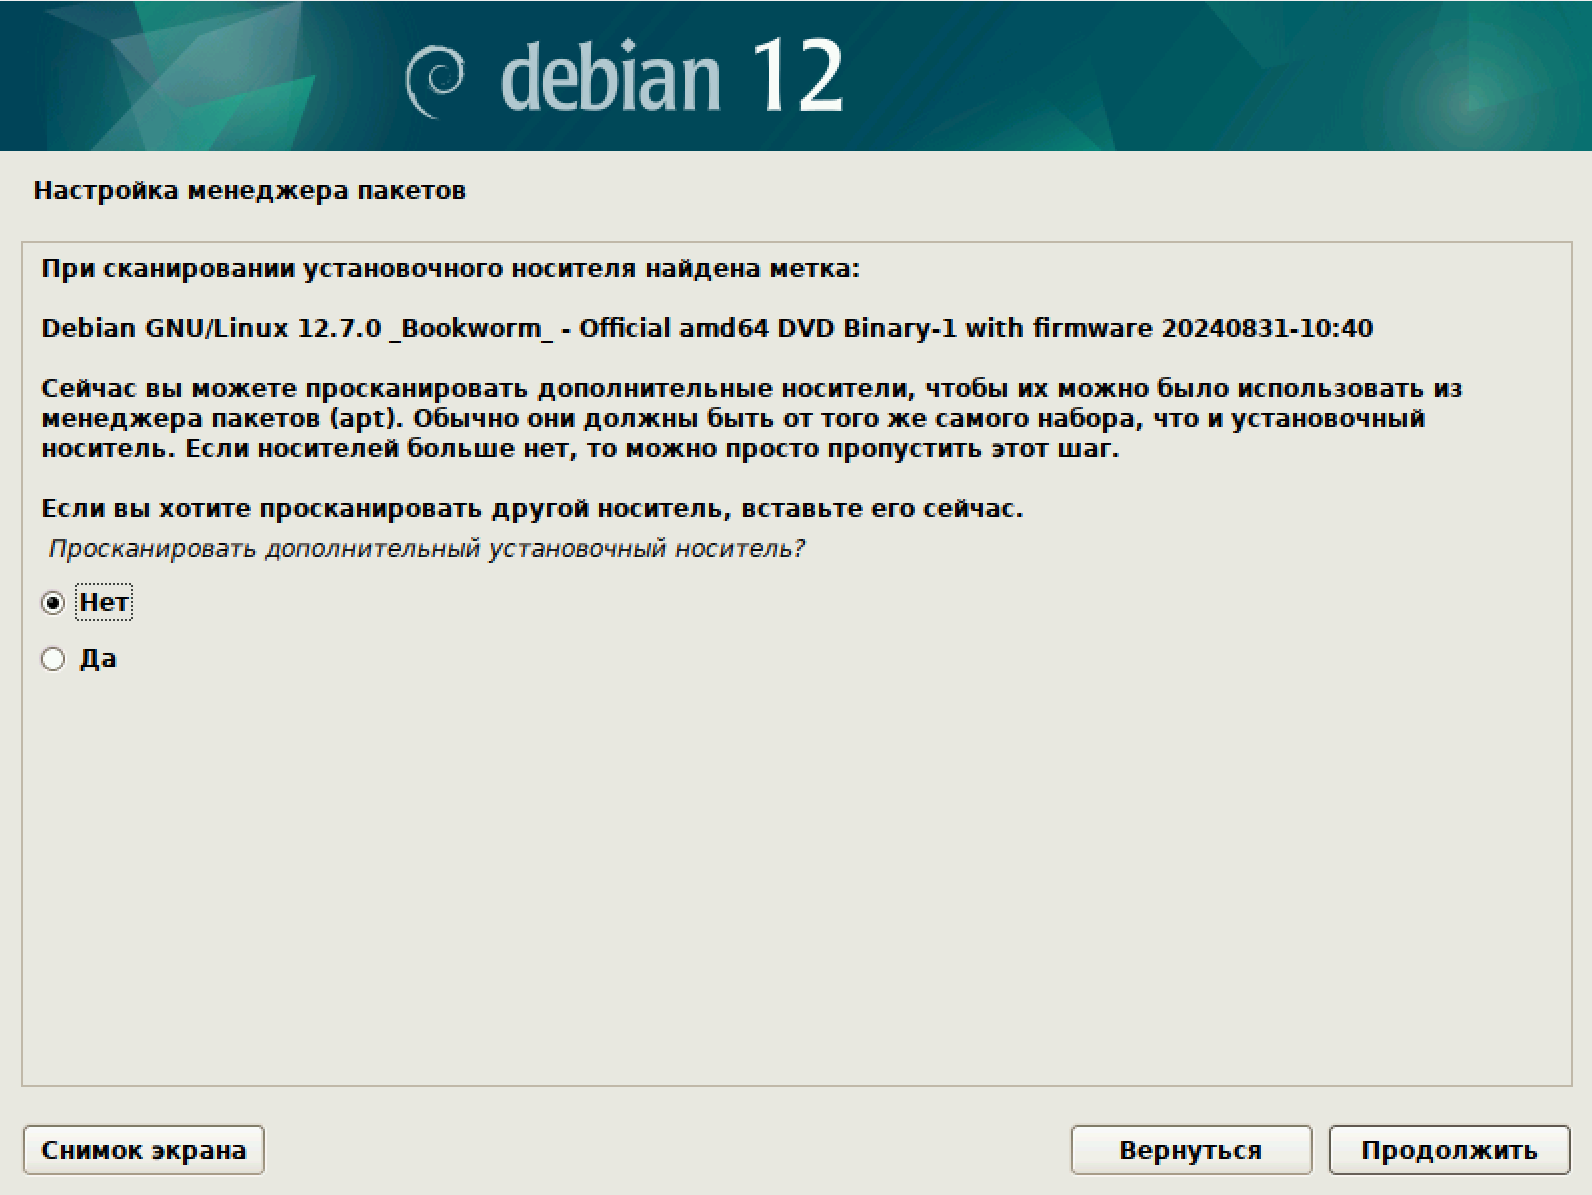 debian 12
Настройка менеджера пакетов
При сканировании установочного носителя найдена метка:
Debian GNU/Linux 12.7.0 _Bookworm_ - Official amd64 DVD Binary-1 with firmware 20240831-10:40
Сейчас вы можете просканировать дополнительные носители, чтобы их можно было использовать из
менеджера пакетов (apt). Обычно они должны быть от того же самого набора, что и установочный
носитель. Если носителей больше нет, то можно просто пропустить этот шаг.
Если вы хотите просканировать другой носитель, вставьте его сейчас.
Просканировать дополнительный установочный носитель?
Нет
Да
Снимок экрана
Вернуться
Продолжить